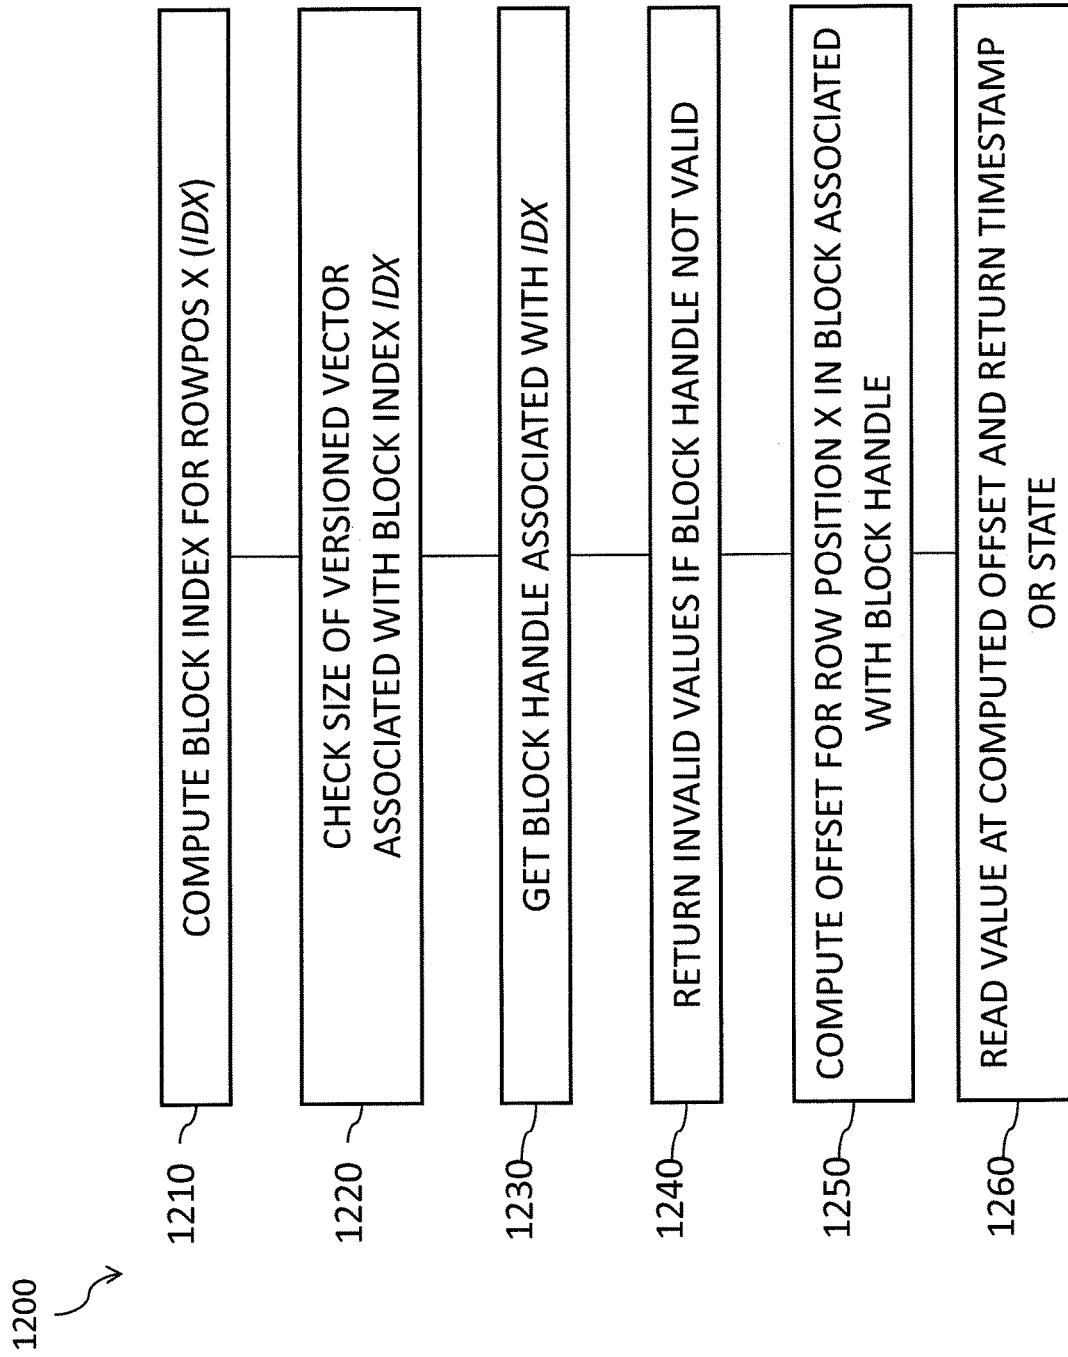 1200
1210
COMPUTE BLOCK INDEX FOR ROWPOS X (IDX)
1220
CHECK SIZE OF VERSIONED VECTOR
ASSOCIATED WITH BLOCK INDEX IDX
1230
GET BLOCK HANDLE ASSOCIATED WITH IDX
1240
RETURN INVALID VALUES IF BLOCK HANDLE NOT VALID
1250
COMPUTE OFFSET FOR ROW POSITION X IN BLOCK ASSOCIATED
WITH BLOCK HANDLE
1260
READ VALUE AT COMPUTED OFFSET AND RETURN TIMESTAMP
OR STATE